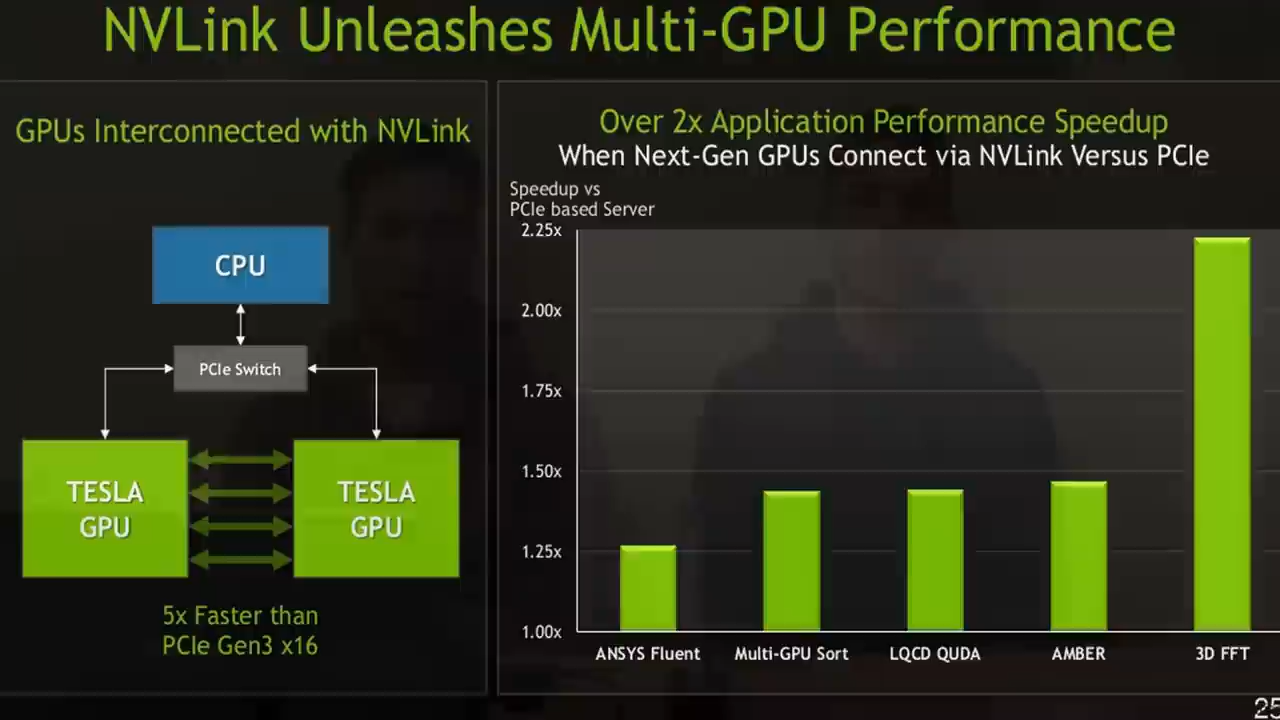 NVLink Unleashes Multi-GPU Performance
GPUs Interconnected with NVLink
CPU
PCIe Switch
TESLA
GPU
TESLA
GPU
5x Faster than
PCIe Gen3 x16
Over 2x Application Performance Speedup
When Next-Gen GPUs Connect via NVLink Versus PCIe
Speedup vs
PCIe based Server
2.25x
2.00x
1.75x
1.50x
1.25x
1.00x
ANSYS Fluent
Multi-GPU Sort
LQCD QUDA
AMBER
3D FFT
25